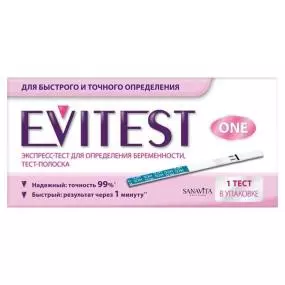 ДЛЯ БЫСТРОГО И ТОЧНОГО ОПРЕДЕЛЕНИЯ
EVITEST
ONE
ЭКСПРЕСС-ТЕСТ ДЛЯ ОПРЕДЕЛЕНИЯ БЕРЕМЕННОСТИ,
ТЕСТ-ПОЛОСКА
Надежный: точность 99%
Быстрый: результат через 1 минуту
SANAVITA
1 ТЕСТ
В УПАКОВКЕ